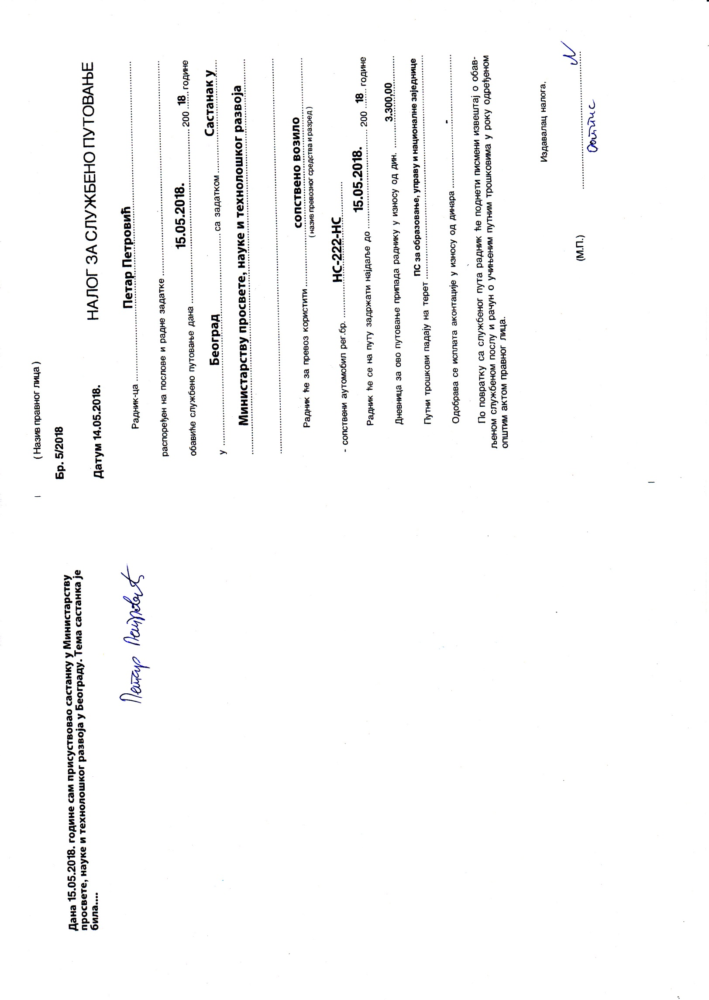 Дана 15.05.2018. године сам присуствовао састанку у Министарству
просвете, науке и технолошког развоја у Београду. Тема састанка је
била....
Петар Петровић
( Назив правног лица )
Бр. 5/2018
Датум 14.05.2018.
НАЛОГ ЗА СЛУЖБЕНО ПУТОВАЊЕ
Радник-ца Петар Петровић
распоређен на послове и радне задатке
обавиће службено путовање дана 15.05.2018. 200 18 године
у Београд са задатком Састанак у
Министарству просвете, науке и технолошког развоја
Радник ће за превоз користити сопствено возило
( назив превозног средства и разред )
- сопствени аутомобил рег.бр. НС-222-НС
Радник ће се на путу задржати најдаље до 15.05.2018. 200 18 године
Дневница за ово путовање припада раднику у износу од дин. 3.300,00
Путни трошкови падају на терет ПС за образовање, управу и националне заједнице
Одобрава се исплата аконтације у износу од динара -
По повратку са службеног пута радник ће поднети писмени извештај о обав-
љеном службеном послу и рачун о учињеним путним трошковима у року одређеном
општим актом правног лица.
Издавалац налога,
(М.П.)